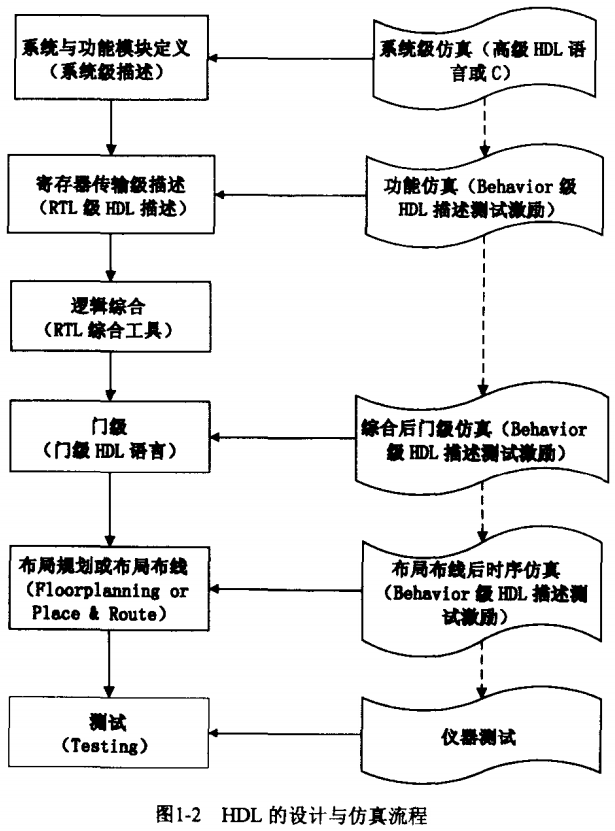 系统与功能模块定义
（系统级描述）
系统级仿真（高级 HDL 语
言或 C）
寄存器传输级描述
（RTL 级 HDL 描述）
功能仿真（Behavior 级
HDL 描述测试激励）
逻辑综合
（RTL 综合工具）
门级
（门级 HDL 语言）
综合后门级仿真（Behavior
级 HDL 描述测试激励）
布局规划或布局布线
（Floorplanning or
Place & Route）
布局布线后时序仿真
（Behavior 级 HDL 描述测
试激励）
测试
（Testing）
仪器测试
图1-2 HDL 的设计与仿真流程